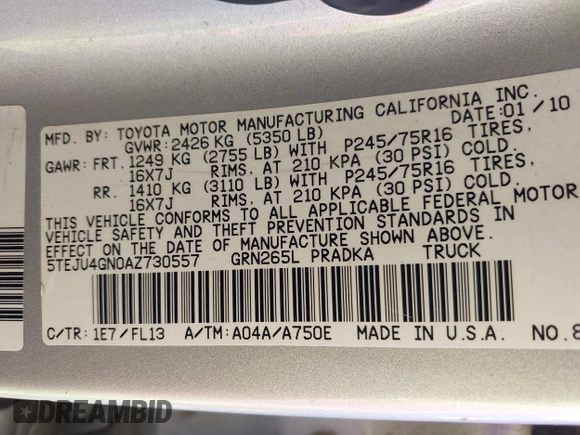 MFD. BY: TOYOTA MOTOR MANUFACTURING CALIFORNIA INC.
GVWR: 2426 KG (5350 LB) DATE: 01/10
GAWR: FRT. 1249 KG (2755 LB) WITH P245/75R16 TIRES,
16X7J RIMS, AT 210 KPA (30 PSI) COLD.
RR. 1410 KG (3110 LB) WITH P245/75R16 TIRES,
16X7J RIMS, AT 210 KPA (30 PSI) COLD.
THIS VEHICLE CONFORMS TO ALL APPLICABLE FEDERAL MOTOR
VEHICLE SAFETY AND THEFT PREVENTION STANDARDS IN
EFFECT ON THE DATE OF MANUFACTURE SHOWN ABOVE.
5TEJU4GN0AZ730557 GRN265L PRADKA TRUCK
C/TR: 1E7/FL13 A/TM: A04A/A750E MADE IN U.S.A. NO.8
DREAMBID